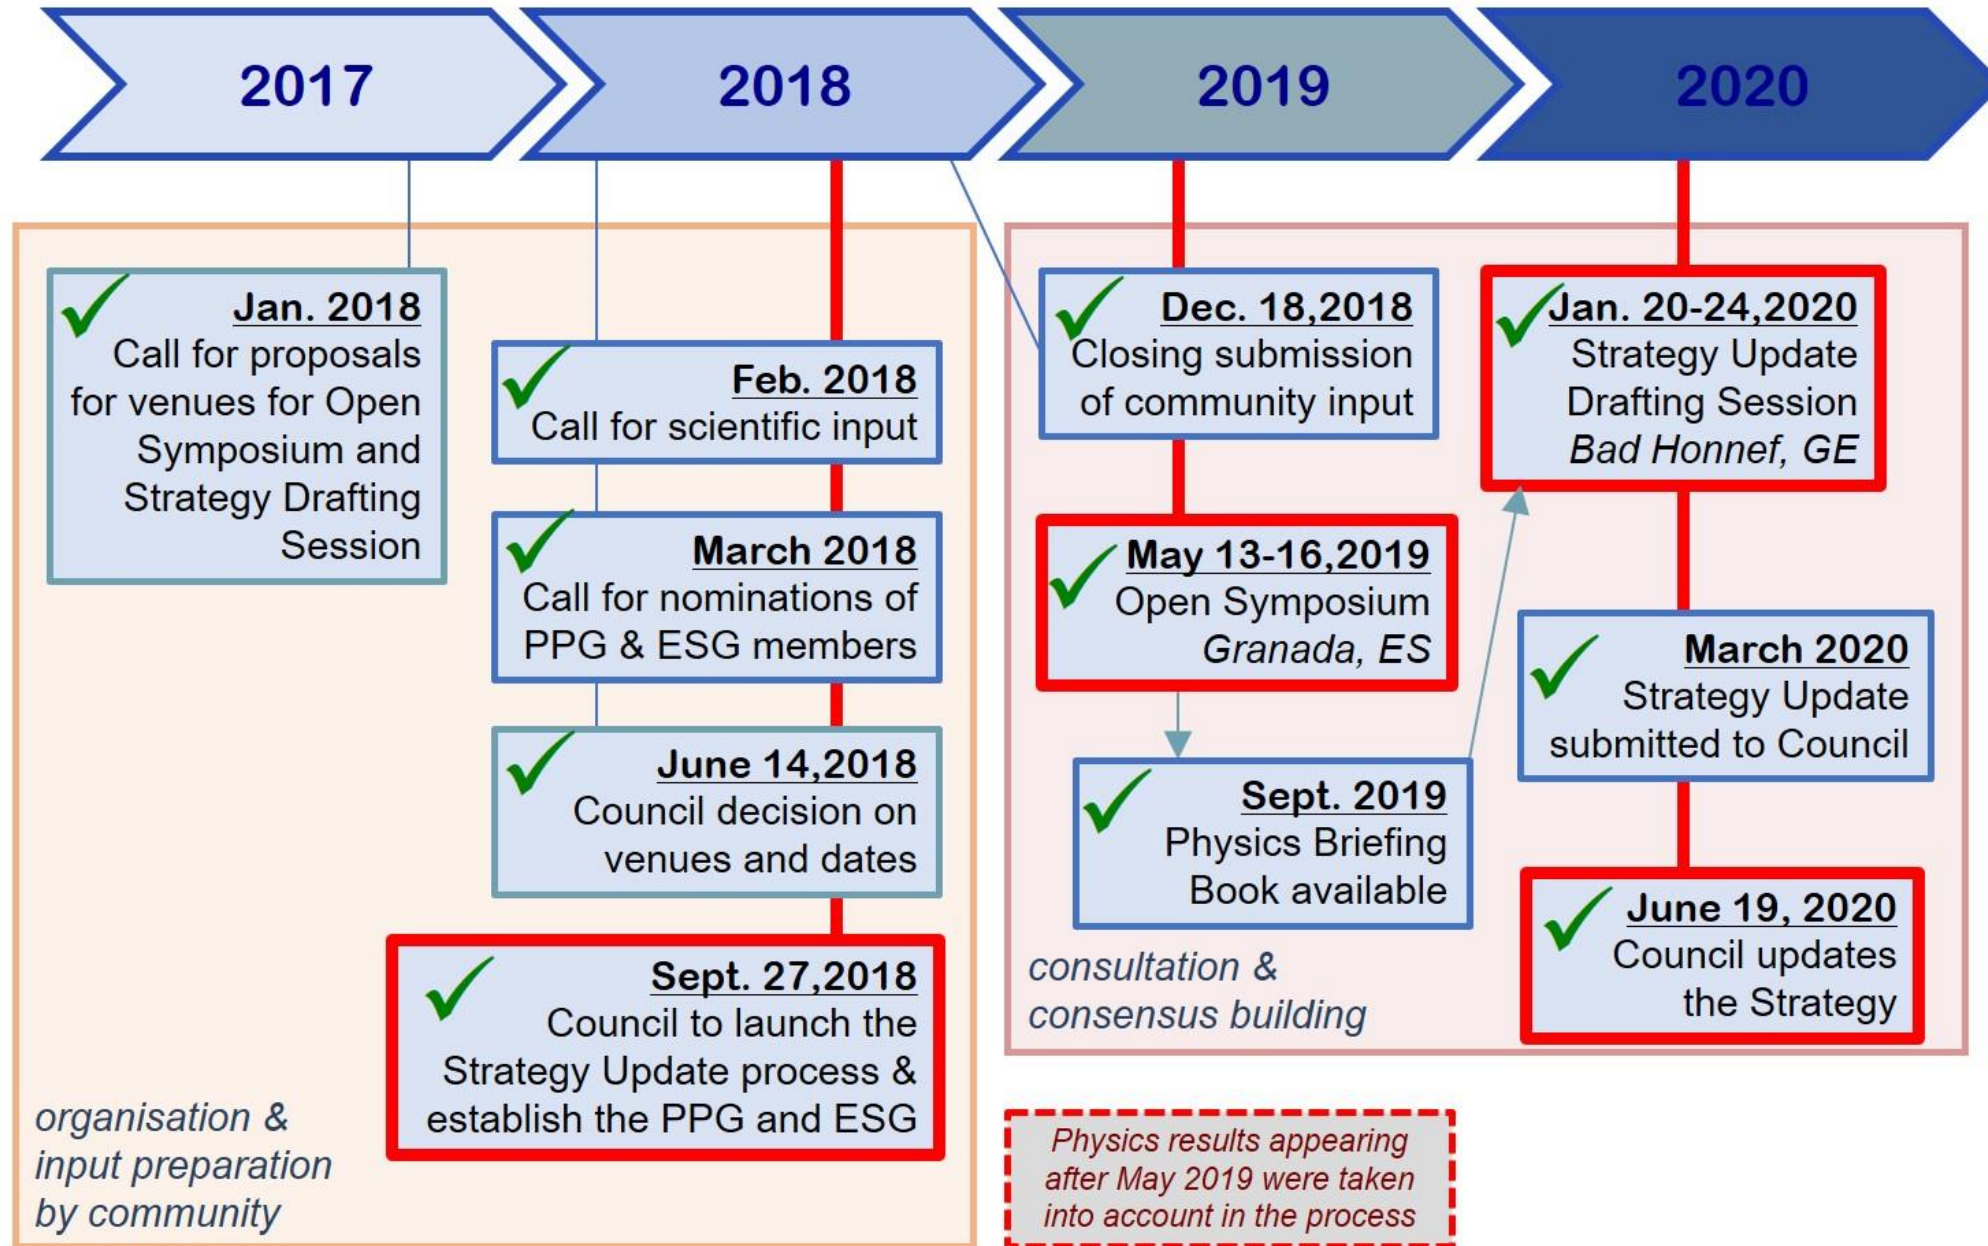 2017
2018
2019
2020
Jan. 2018
Call for proposals
for venues for Open
Symposium and
Strategy Drafting
Session
Feb. 2018
Call for scientific input
March 2018
Call for nominations of
PPG & ESG members
June 14,2018
Council decision on
venues and dates
Sept. 27,2018
Council to launch the
Strategy Update process &
establish the PPG and ESG
organisation &
input preparation
by community
Dec. 18,2018
Closing submission
of community input
May 13-16,2019
Open Symposium
Granada, ES
Sept. 2019
Physics Briefing
Book available
consultation &
consensus building
Jan. 20-24,2020
Strategy Update
Drafting Session
Bad Honnef, GE
March 2020
Strategy Update
submitted to Council
June 19, 2020
Council updates
the Strategy
Physics results appearing
after May 2019 were taken
into account in the process